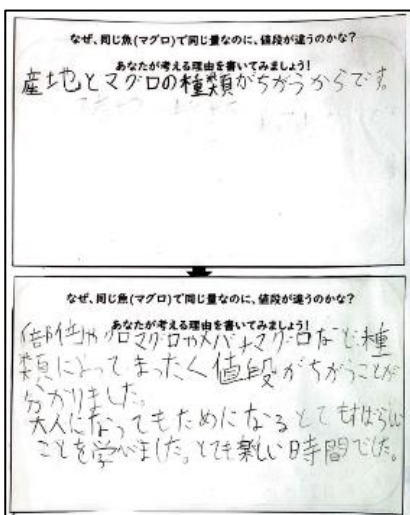 なぜ、同じ魚(マグロ)で同じ量なのに、値段が違うのかな?
あなたが考える理由を書いてみましょう!
産地とマグロの種類がちがうからです。
なぜ、同じ魚(マグロ)で同じ量なのに、値段が違うのかな?
あなたが考える理由を書いてみましょう!
部位やクロマグロやメバチマグロなど種
類によってまったく値段がちがうことが
分かりました。
大人になってもためになるとてもすばらしい
ことを学べました。とても楽しい時間でした。